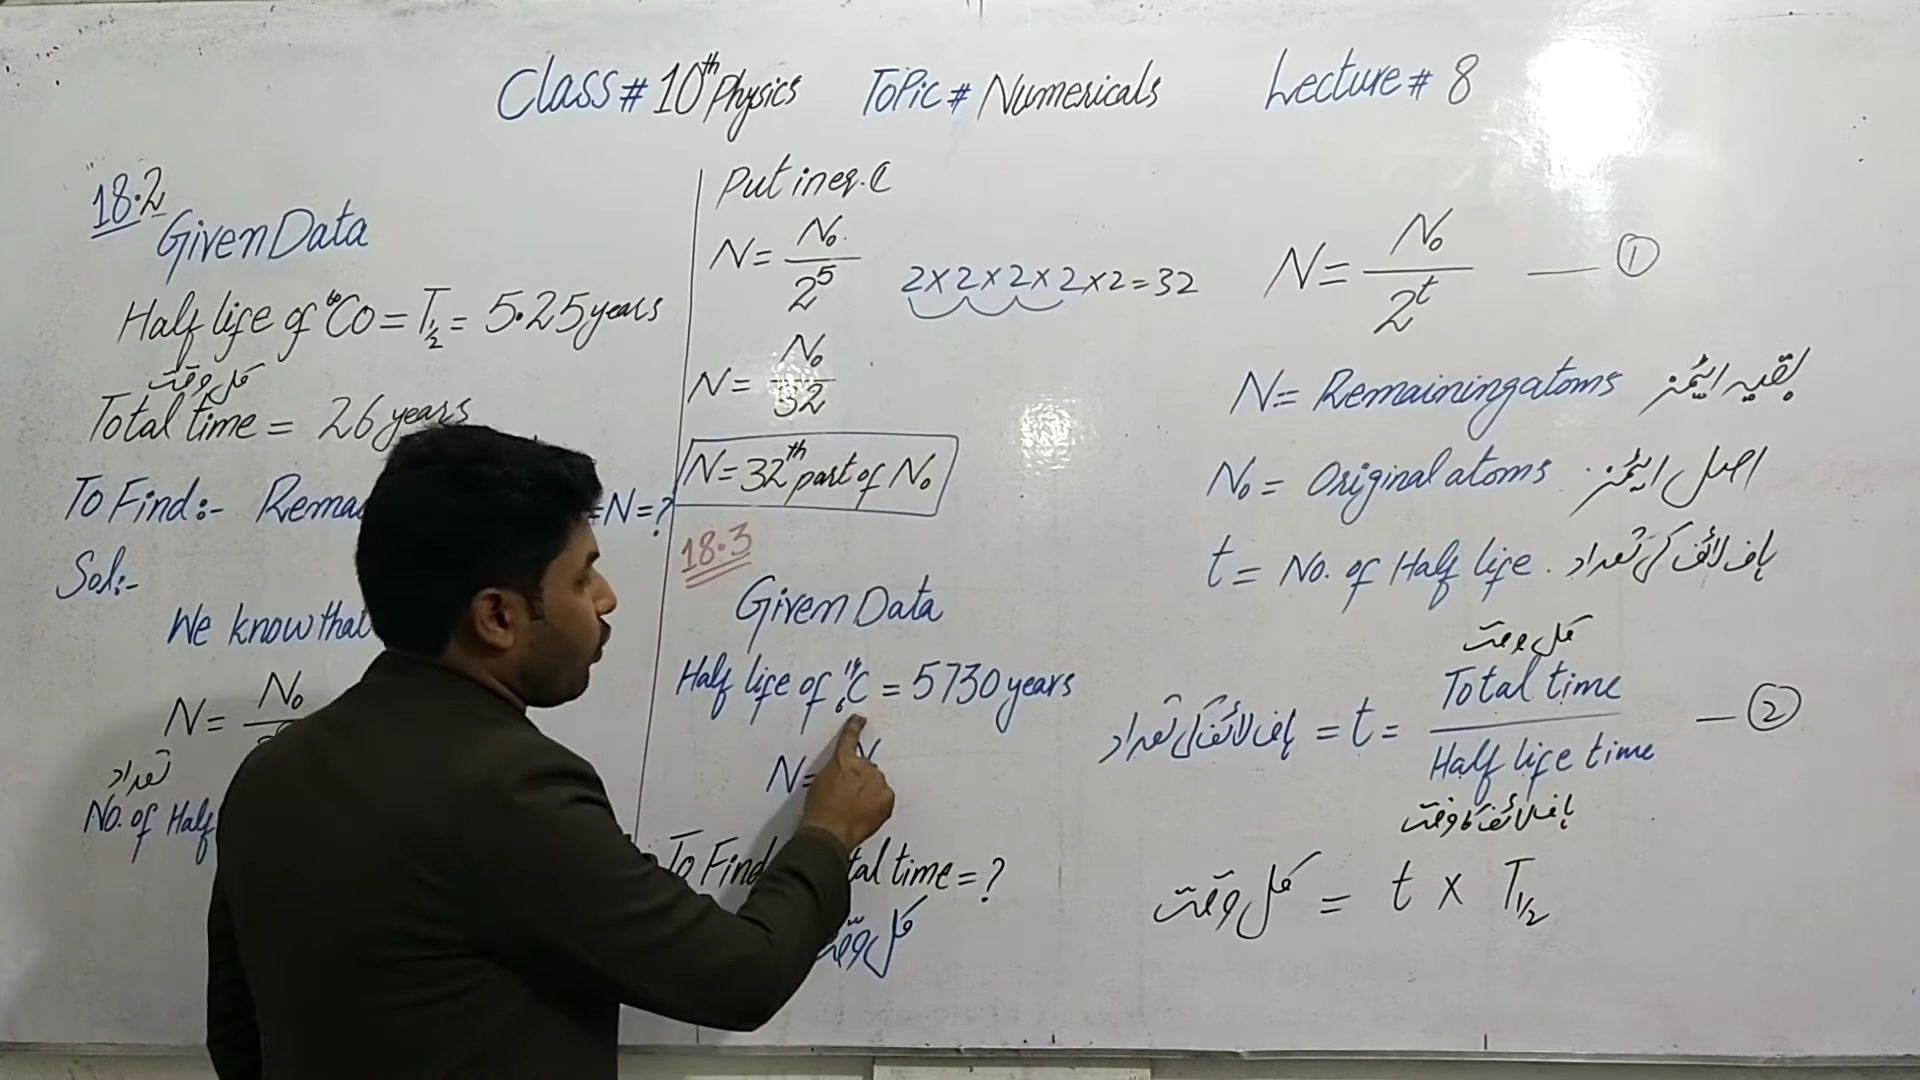 Class # 10th Physics Topic # Numericals Lecture # 8
18.2
Given Data
Half life of 60Co = T1/2 = 5.25 years
کل وقت
Total time = 26 years
To Find:- =N=?
Sol:-
We know that
N= N₀
تعداد
No. of Half
Put in eq.
N= N₀/2⁵
2×2×2×2×2=32
N= N₀/32
N=32th part of N₀
18.3
Given Data
Half life of ¹⁴₆C = 5730 years
N=
To Find time=?
کل وقت
N= N₀/2ᵗ — ①
N= Remaining atoms بقیہ ایٹمز
N₀= Original atoms اصل ایٹمز
t= No. of Half life. ہاف لائف کی تعداد
کل وقت
ہاف لائف کی تعداد = t = Total time/Half life time — ②
ہاف لائف کا وقت
کل وقت = t × T1/2